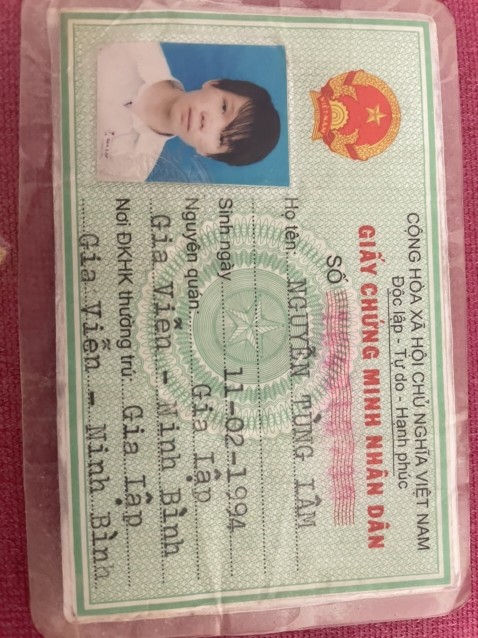 CỘNG HÒA XÃ HỘI CHỦ NGHĨA VIỆT NAM
Độc lập - Tự do - Hạnh phúc
GIẤY CHỨNG MINH NHÂN DÂN
SỐ
VIỆT NAM
Họ tên: NGUYỄN TÙNG LÂM
Sinh ngày 11-02-1994
Nguyên quán Gia Lập
Gia Viễn - Ninh Bình
Nơi ĐKHK thường trú: Gia Lập
Gia Viễn - Ninh Bình